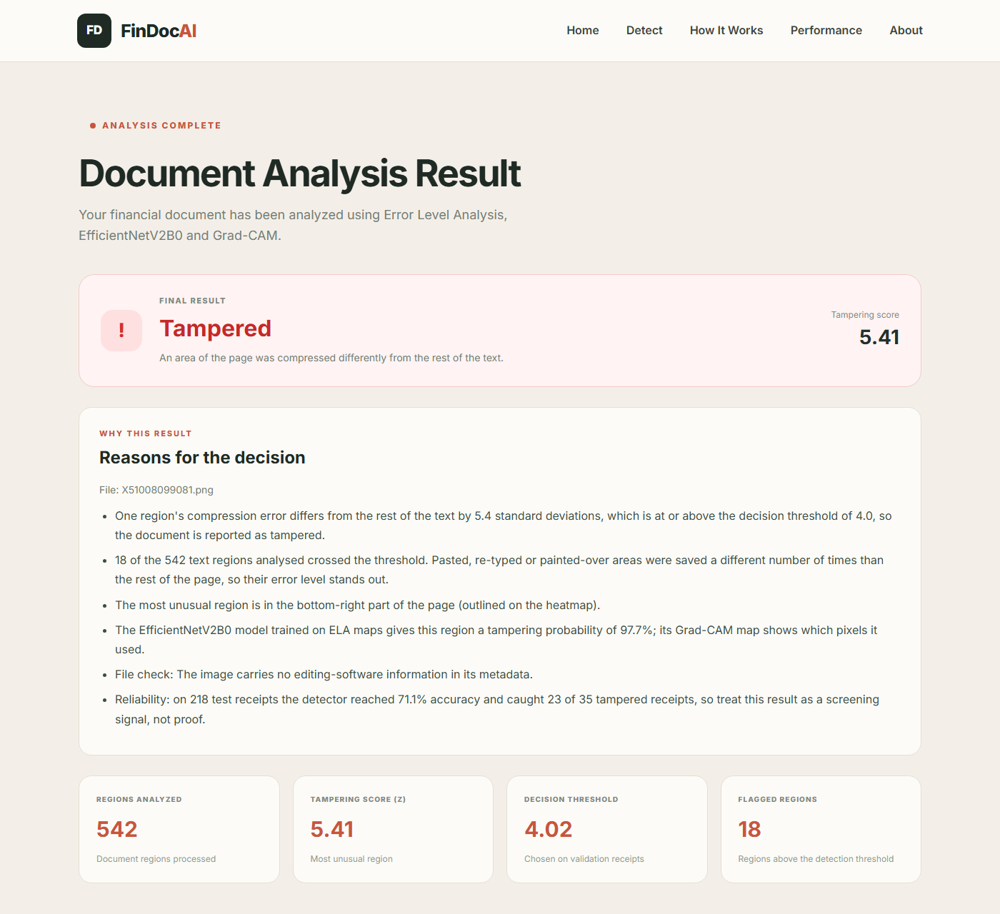 FD FinDocAI Home Detect How It Works Performance About
ANALYSIS COMPLETE
Document Analysis Result
Your financial document has been analyzed using Error Level Analysis,
EfficientNetV2B0 and Grad-CAM.
FINAL RESULT
!
Tampered
An area of the page was compressed differently from the rest of the text.
Tampering score
5.41
WHY THIS RESULT
Reasons for the decision
File: X51008099081.png
• One region's compression error differs from the rest of the text by 5.4 standard deviations, which is at or above the decision threshold of 4.0, so
the document is reported as tampered.
• 18 of the 542 text regions analysed crossed the threshold. Pasted, re-typed or painted-over areas were saved a different number of times than
the rest of the page, so their error level stands out.
• The most unusual region is in the bottom-right part of the page (outlined on the heatmap).
• The EfficientNetV2B0 model trained on ELA maps gives this region a tampering probability of 97.7%; its Grad-CAM map shows which pixels it
used.
• File check: The image carries no editing-software information in its metadata.
• Reliability: on 218 test receipts the detector reached 71.1% accuracy and caught 23 of 35 tampered receipts, so treat this result as a screening
signal, not proof.
REGIONS ANALYZED
542
Document regions processed
TAMPERING SCORE (Z)
5.41
Most unusual region
DECISION THRESHOLD
4.02
Chosen on validation receipts
FLAGGED REGIONS
18
Regions above the detection threshold